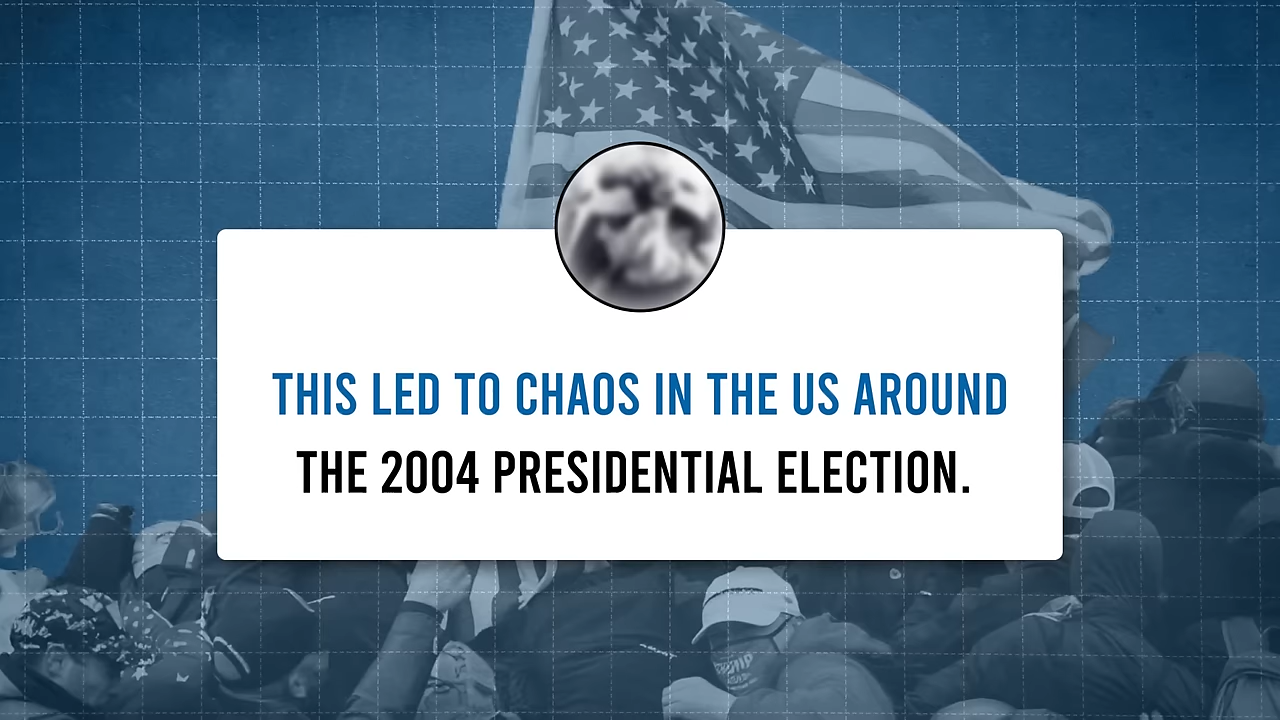 THIS LED TO CHAOS IN THE US AROUND
THE 2004 PRESIDENTIAL ELECTION.